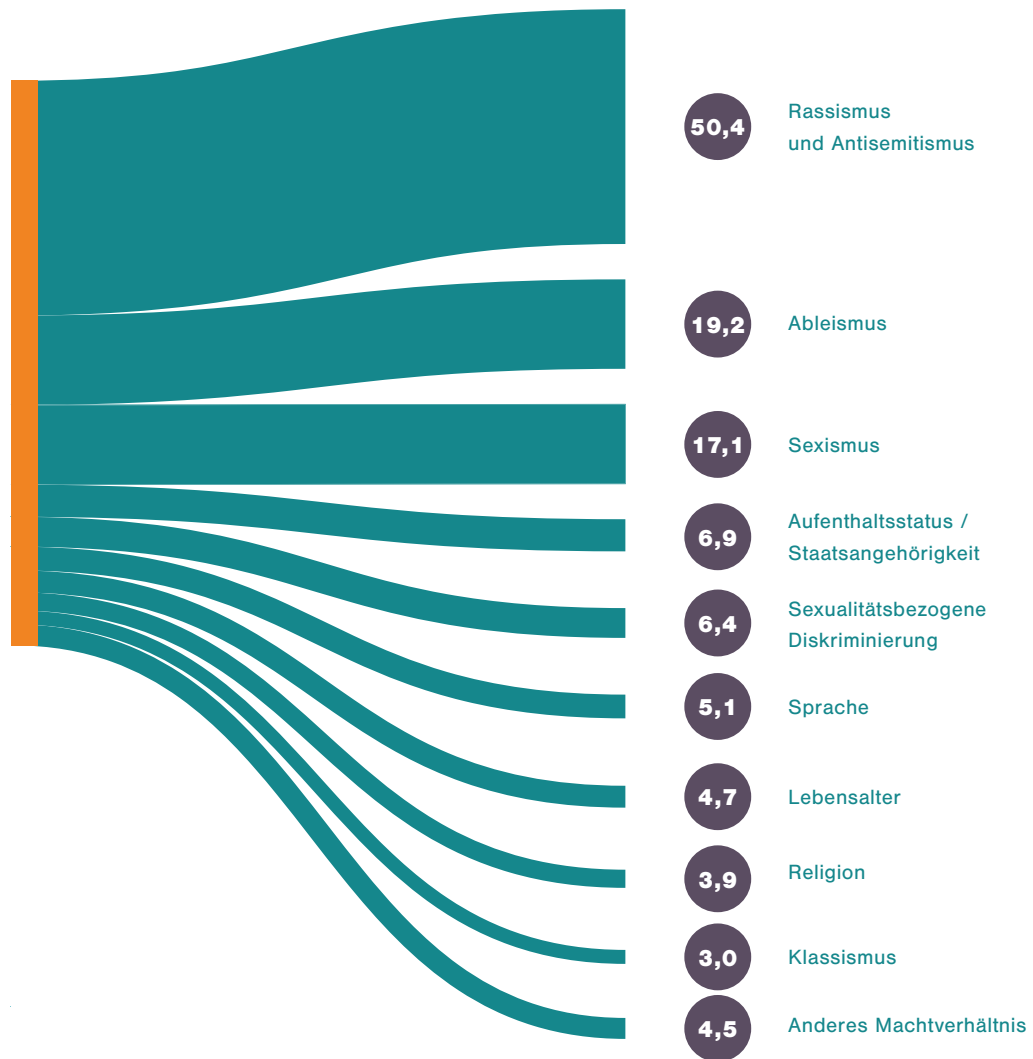 50,4
Rassismus
und Antisemitismus
19,2
Ableismus
17,1
Sexismus
6,9
Aufenthaltsstatus /
Staatsangehörigkeit
6,4
Sexualitätsbezogene
Diskriminierung
5,1
Sprache
4,7
Lebensalter
3,9
Religion
3,0
Klassismus
4,5
Anderes Machtverhältnis